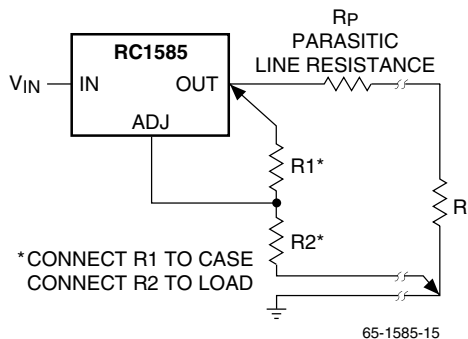 RP
PARASITIC
LINE RESISTANCE
RC1585
VIN
IN
OUT
ADJ
R1*
R
R2*
*CONNECT R1 TO CASE
CONNECT R2 TO LOAD
65-1585-15